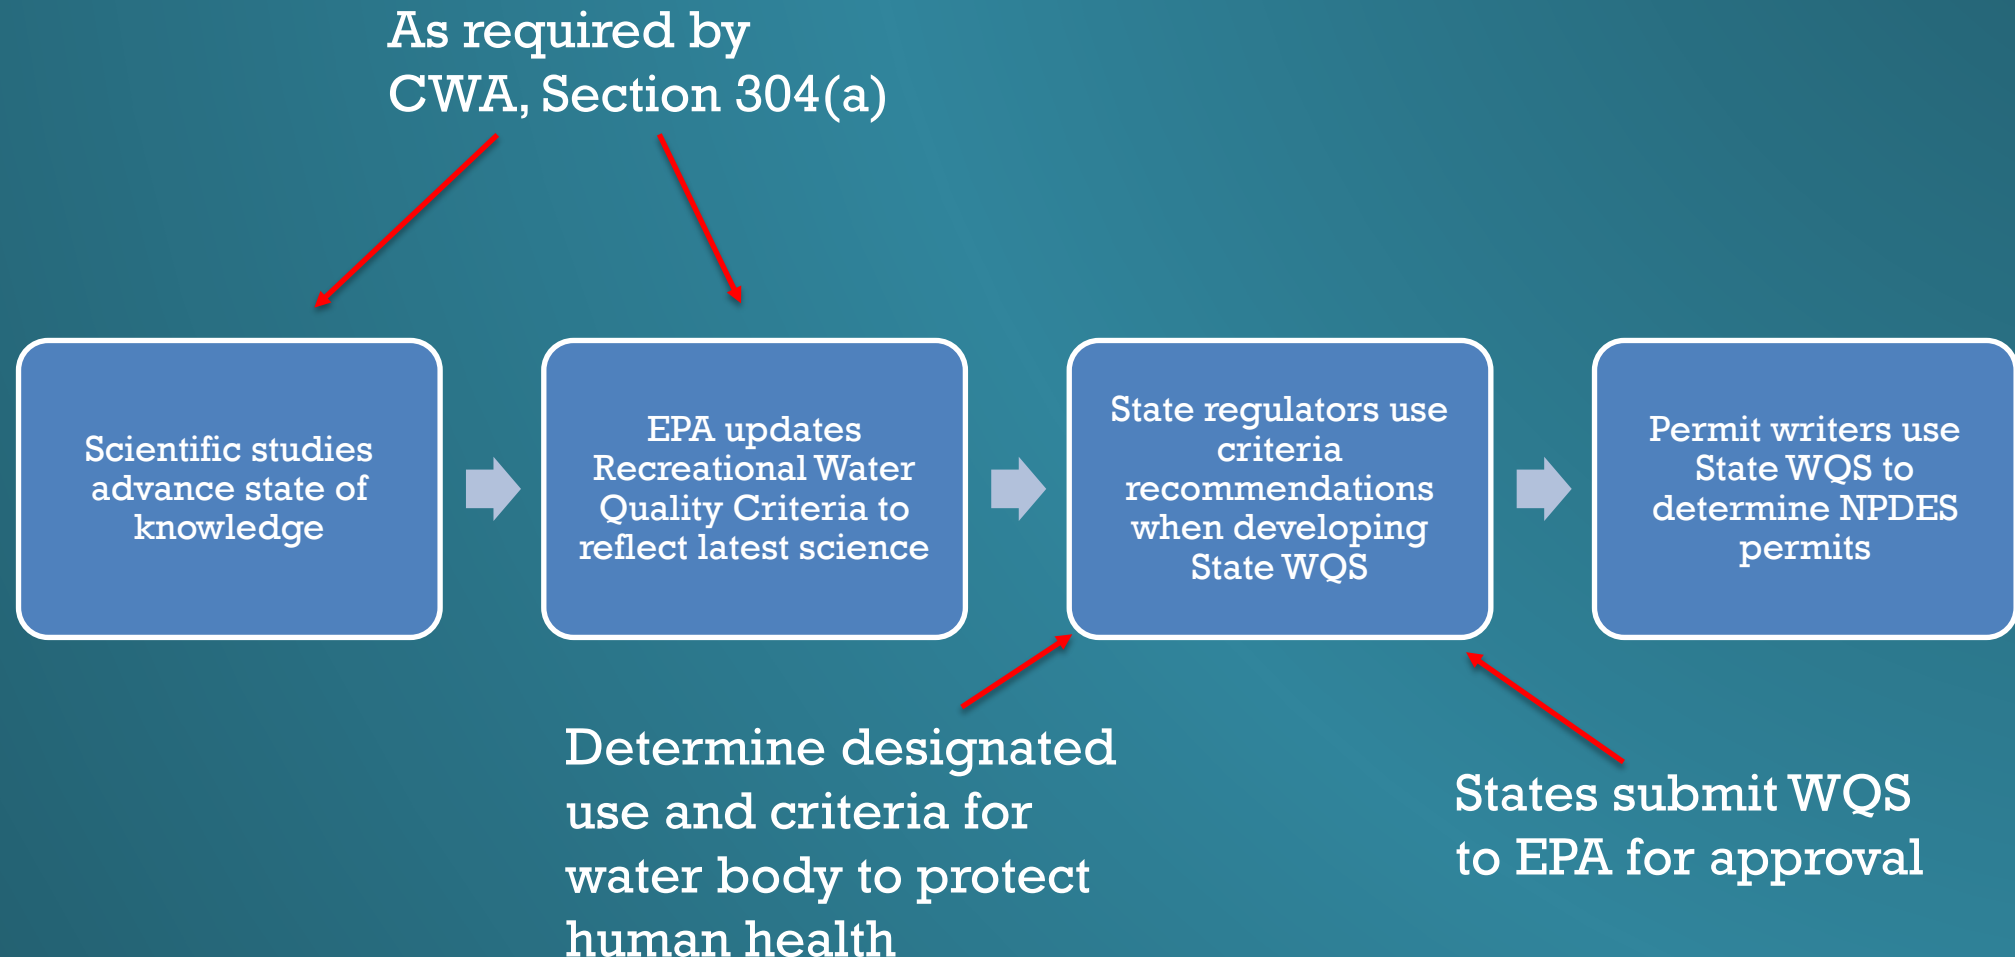 As required by
CWA, Section 304(a)
Scientific studies
advance state of
knowledge
EPA updates
Recreational Water
Quality Criteria to
reflect latest science
State regulators use
criteria
recommendations
when developing
State WQS
Permit writers use
State WQS to
determine NPDES
permits
Determine designated
use and criteria for
water body to protect
human health
States submit WQS
to EPA for approval